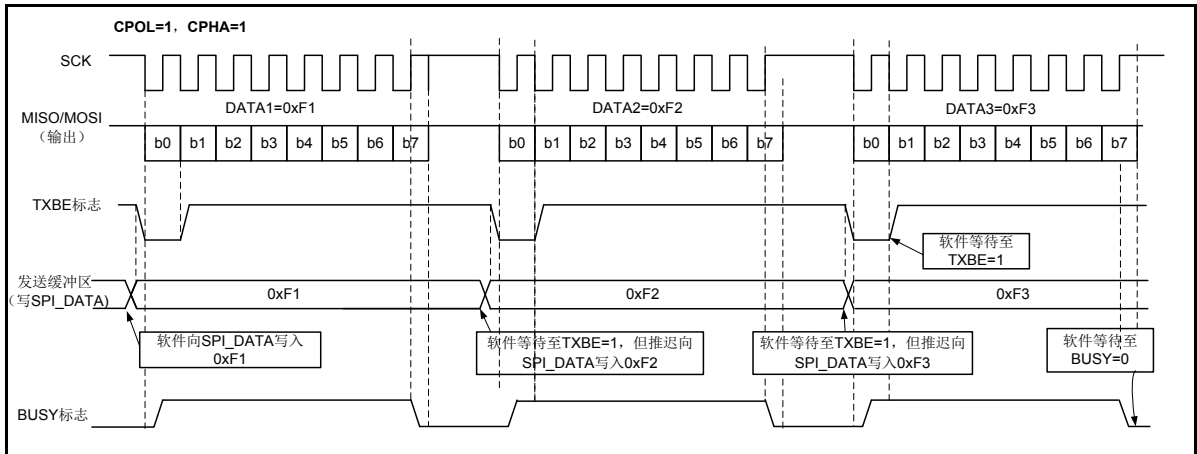 CPOL=1，CPHA=1
SCK
DATA1=0xF1 DATA2=0xF2 DATA3=0xF3
MISO/MOSI
（输出）
b0 b1 b2 b3 b4 b5 b6 b7 b0 b1 b2 b3 b4 b5 b6 b7 b0 b1 b2 b3 b4 b5 b6 b7
TXBE标志
软件等待至
TXBE=1
发送缓冲区
（写SPI_DATA)
0xF1 0xF2 0xF3
软件向SPI_DATA写入
0xF1
软件等待至TXBE=1，但推迟向
SPI_DATA写入0xF2
软件等待至TXBE=1，但推迟向
SPI_DATA写入0xF3
软件等待至
BUSY=0
BUSY标志